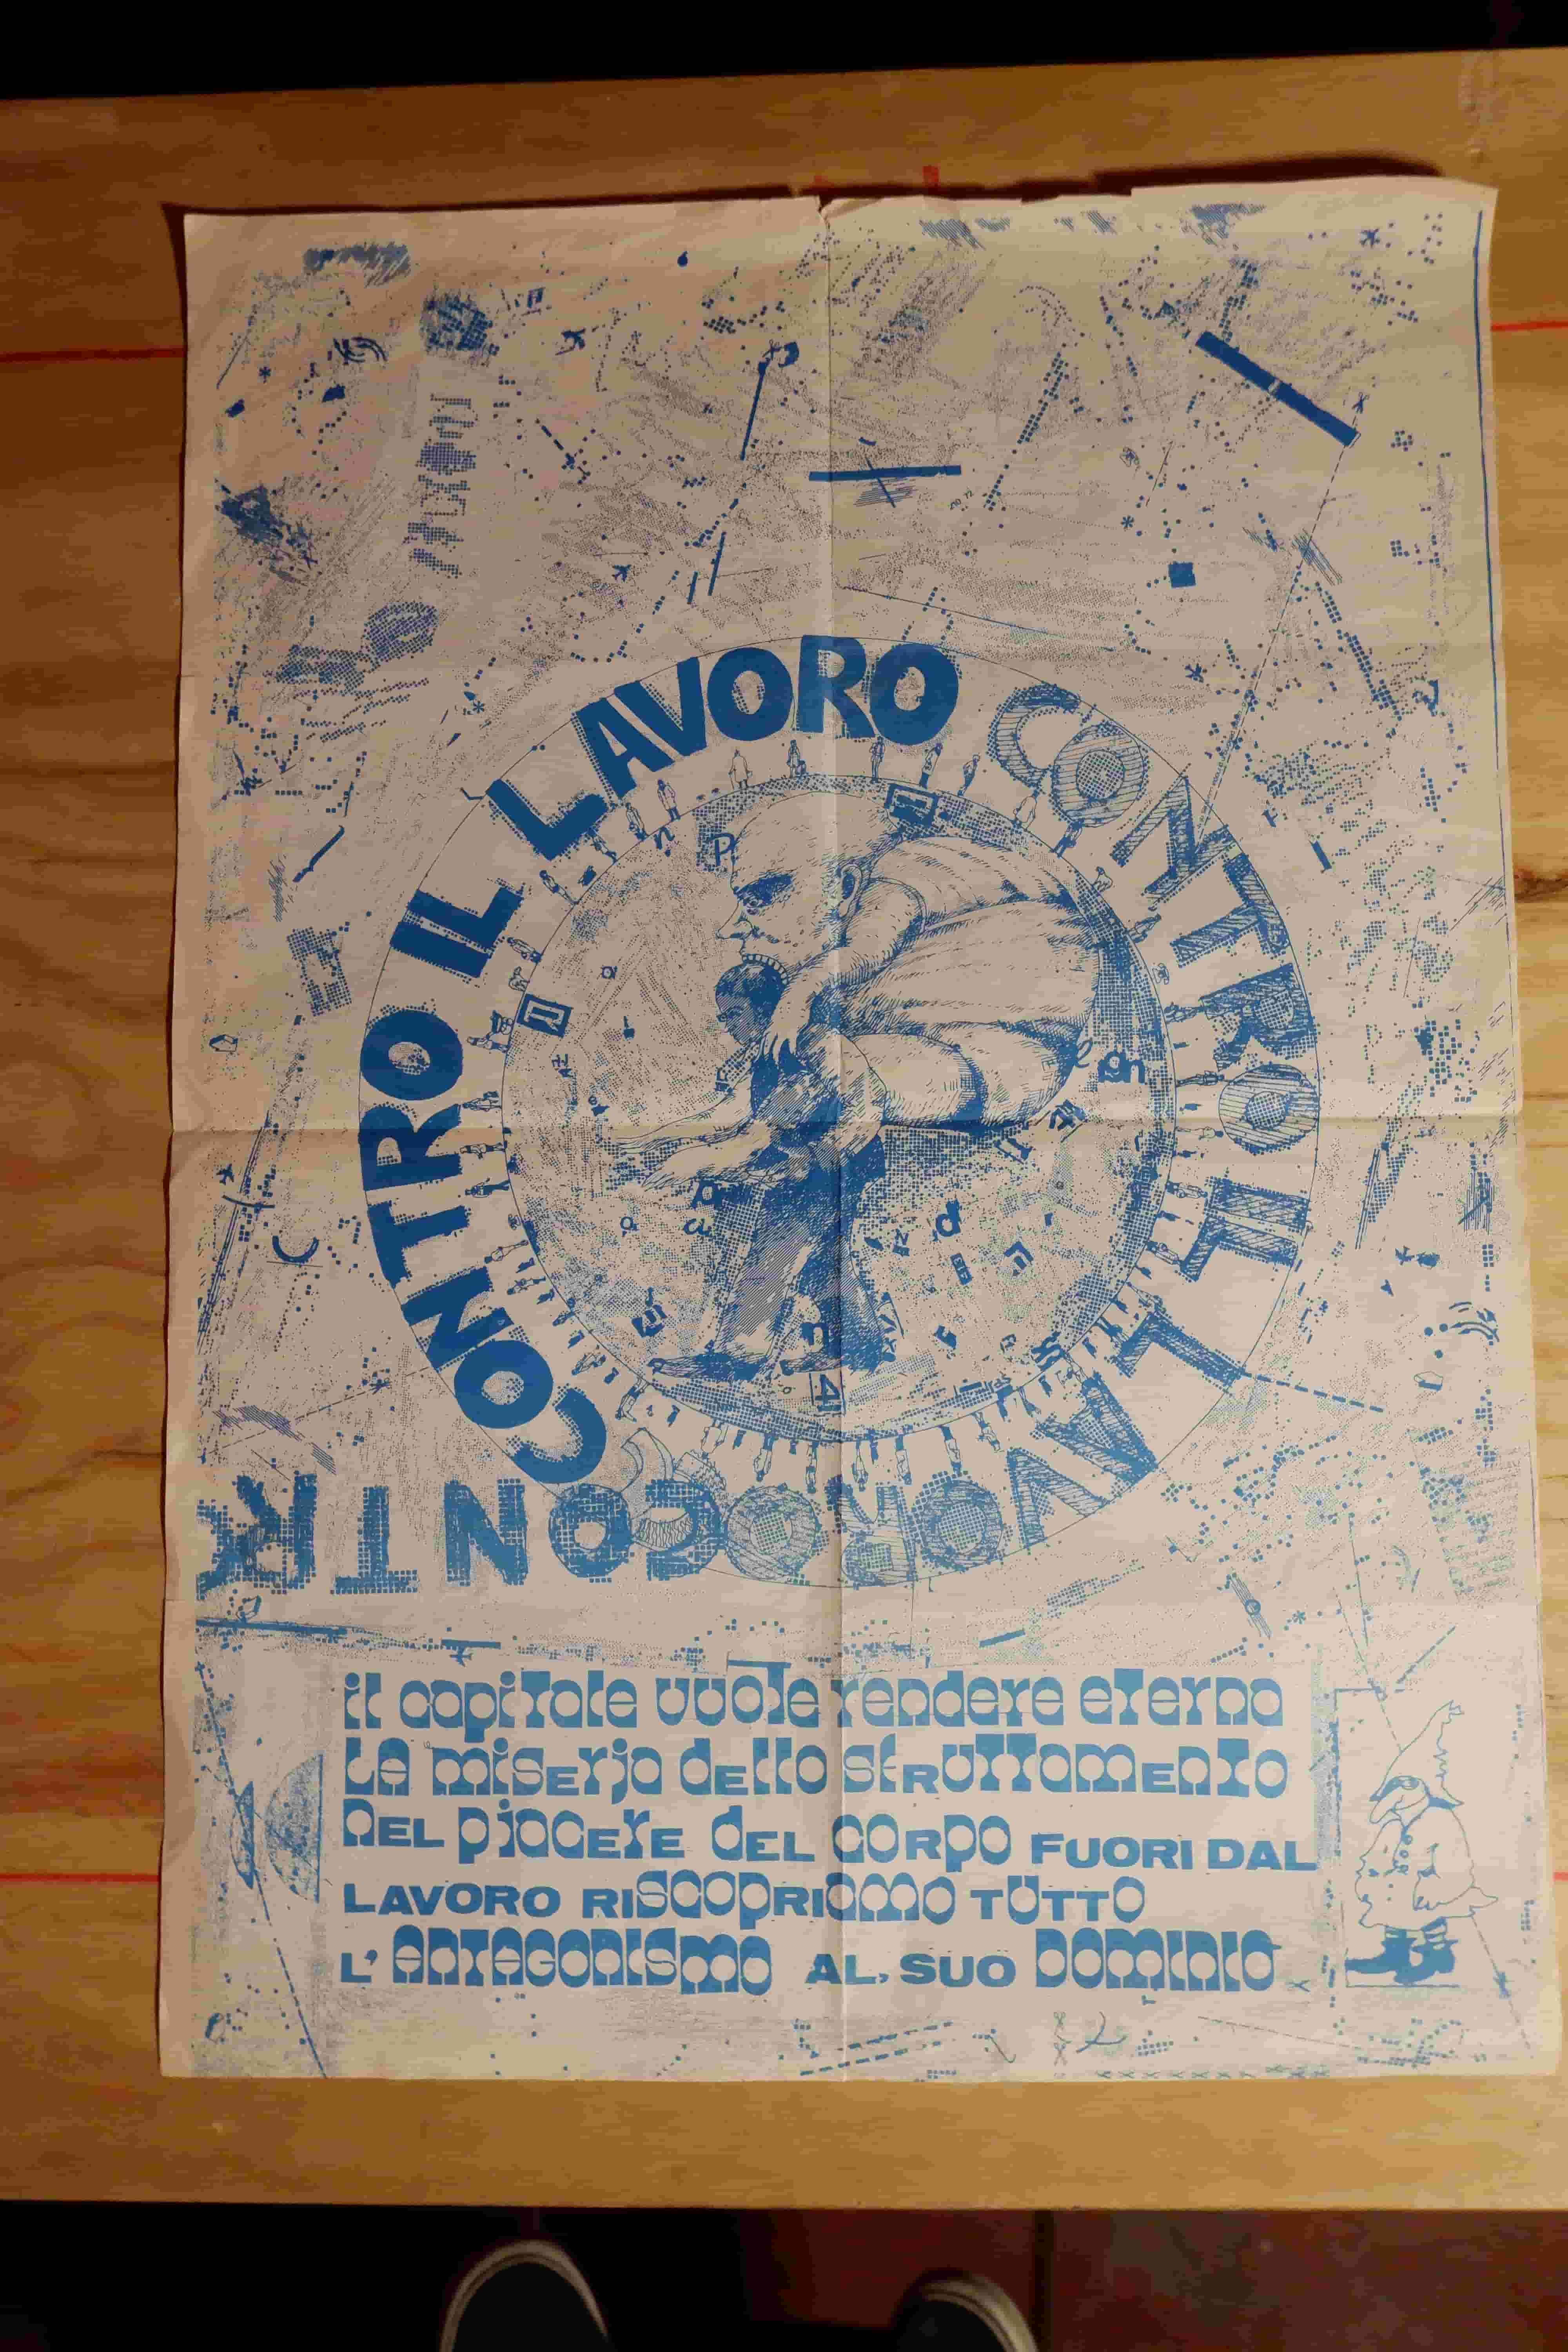 CONTRO IL LAVORO CONTRO IL LAVORO CONTR
il capitale vuole rendere eterna
la miseria dello sfruttamento
nel piacere del corpo FUORI DAL
LAVORO RISCOPRIAMO TUTTO
L'ANTAGONISMO AL SUO DOMINIO